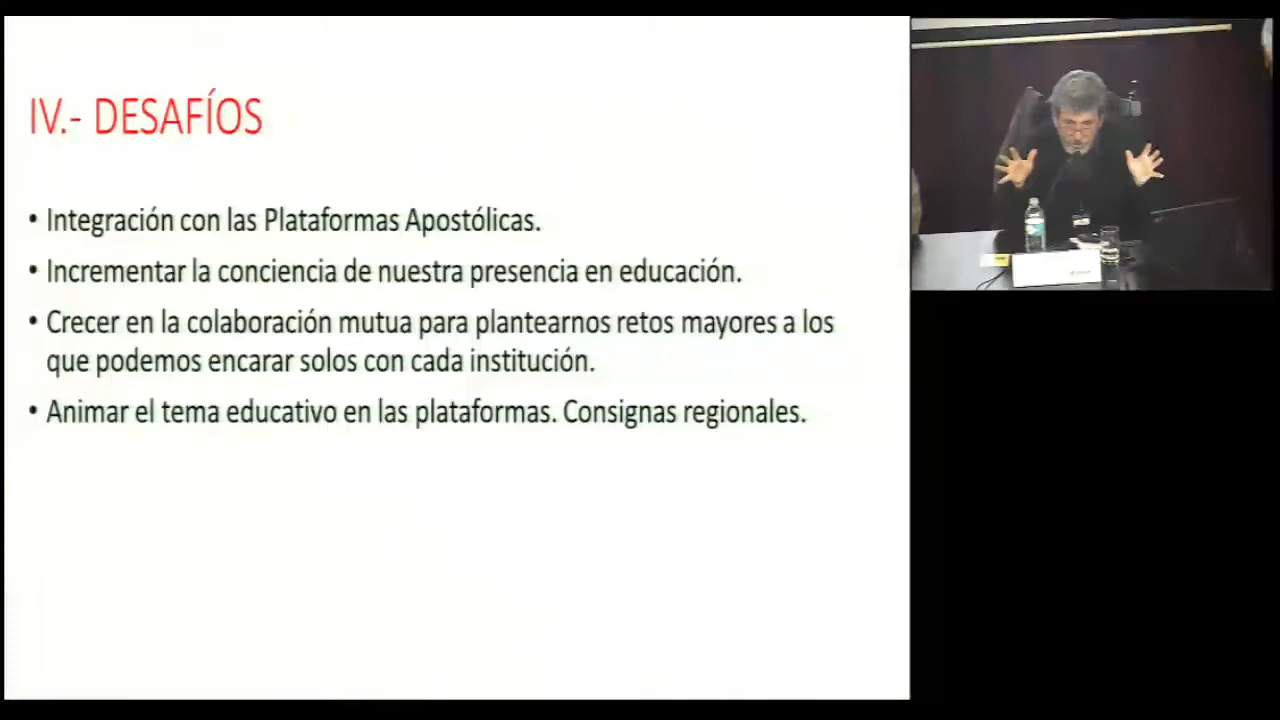 IV.- DESAFÍOS
• Integración con las Plataformas Apostólicas.
• Incrementar la conciencia de nuestra presencia en educación.
• Crecer en la colaboración mutua para plantearnos retos mayores a los
que podemos encarar solos con cada institución.
• Animar el tema educativo en las plataformas. Consignas regionales.